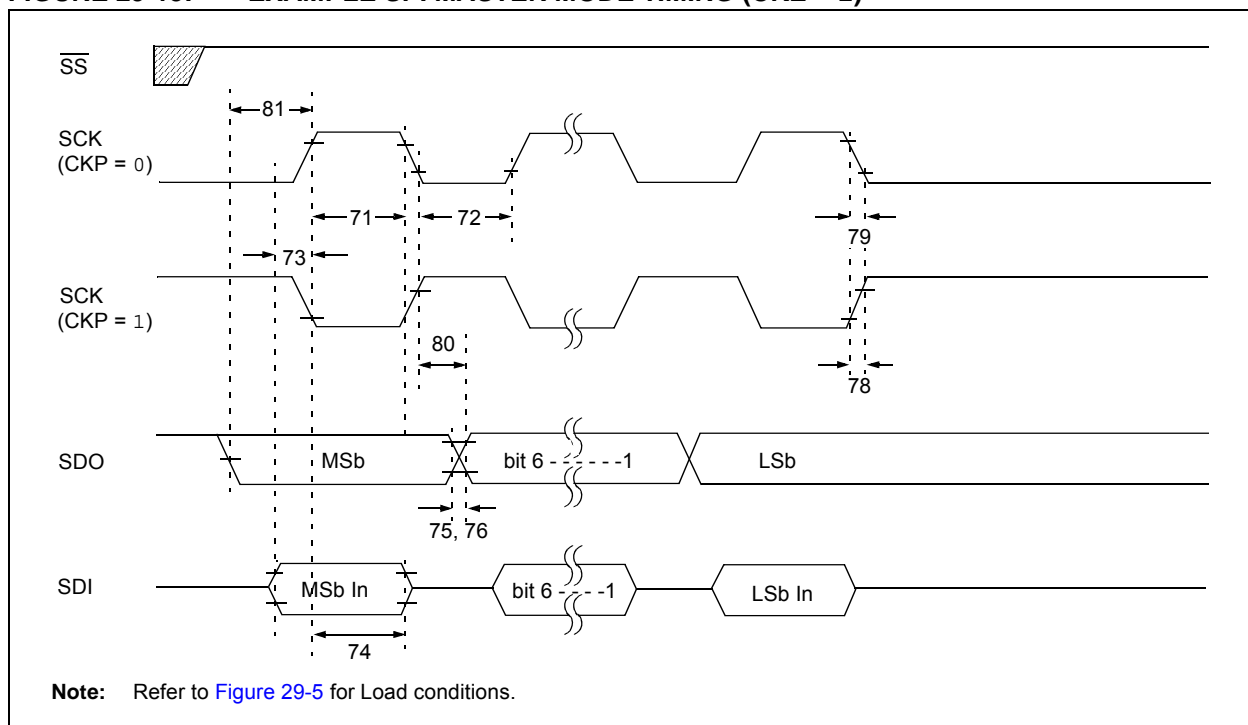 SS
81
SCK
(CKP = 0)
71
72
79
73
SCK
(CKP = 1)
80
78
SDO
MSb
bit 6 - - - - - - -1
LSb
75, 76
SDI
MSb In
bit 6 - - - - -1
LSb In
74
Note: Refer to Figure 29-5 for Load conditions.